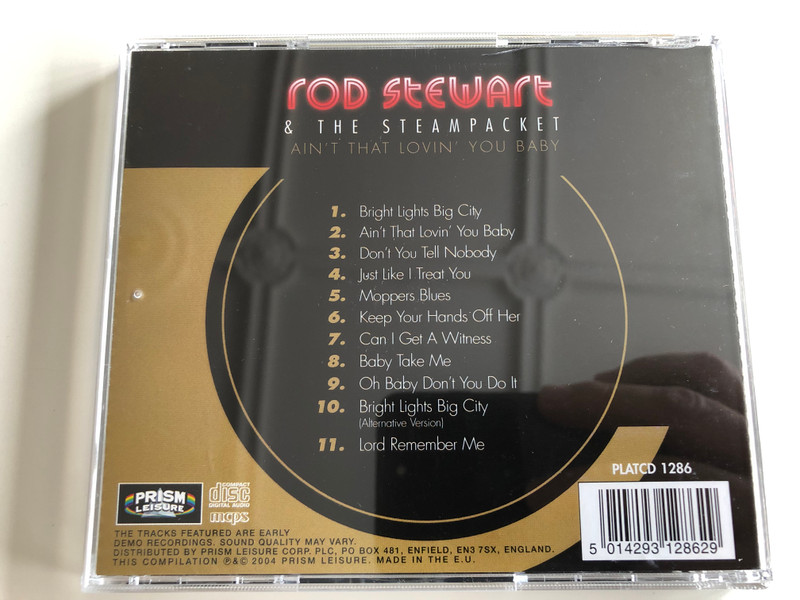 rod stewart
& THE STEAMPACKET
AIN'T THAT LOVIN' YOU BABY
1. Bright Lights Big City
2. Ain't That Lovin' You Baby
3. Don't You Tell Nobody
4. Just Like I Treat You
5. Moppers Blues
6. Keep Your Hands Off Her
7. Can I Get A Witness
8. Baby Take Me
9. Oh Baby Don't You Do It
10. Bright Lights Big City
(Alternative Version)
11. Lord Remember Me
PLATCD 1286
PRISM
LEISURE
COMPACT
disc
DIGITAL AUDIO
mcps
THE TRACKS FEATURED ARE EARLY
DEMO RECORDINGS. SOUND QUALITY MAY VARY.
DISTRIBUTED BY PRISM LEISURE CORP. PLC, PO BOX 481, ENFIELD, EN3 7SX, ENGLAND.
THIS COMPILATION ℗&© 2004 PRISM LEISURE. MADE IN THE E.U.
5 014293 128629